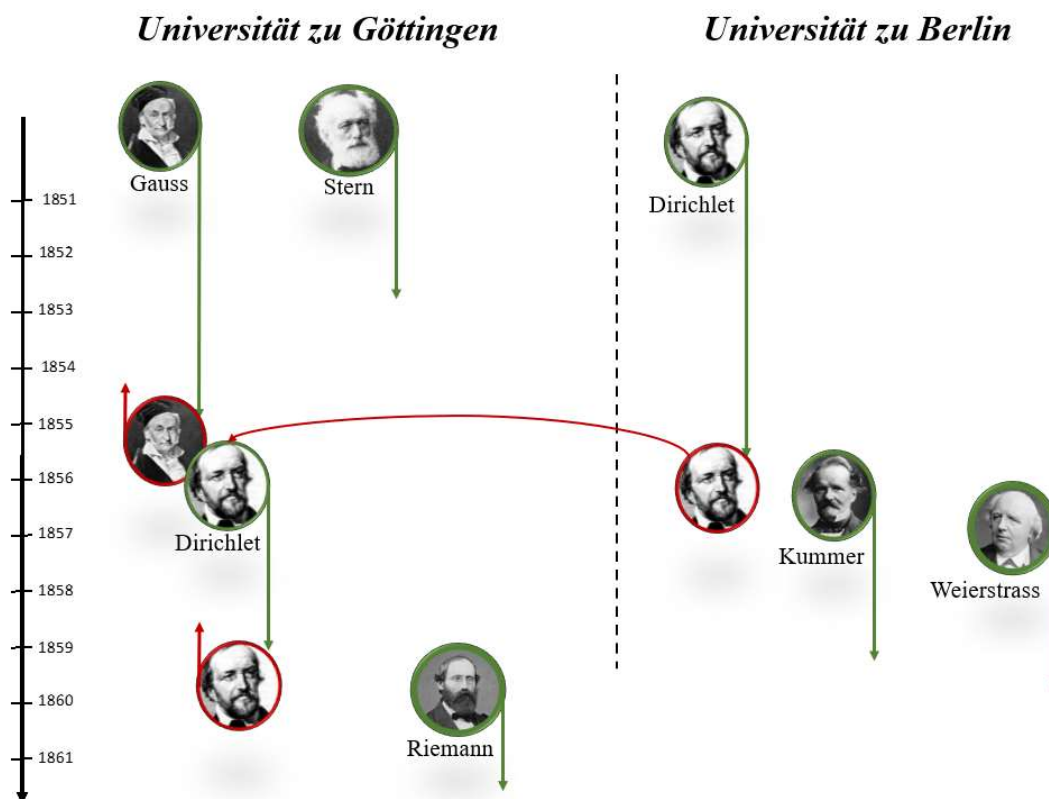 Universität zu Göttingen
Universität zu Berlin
Gauss
Stern
Dirichlet
1851
1852
1853
1854
1855
1856
1857
1858
1859
1860
1861
Dirichlet
Kummer
Weierstrass
Riemann